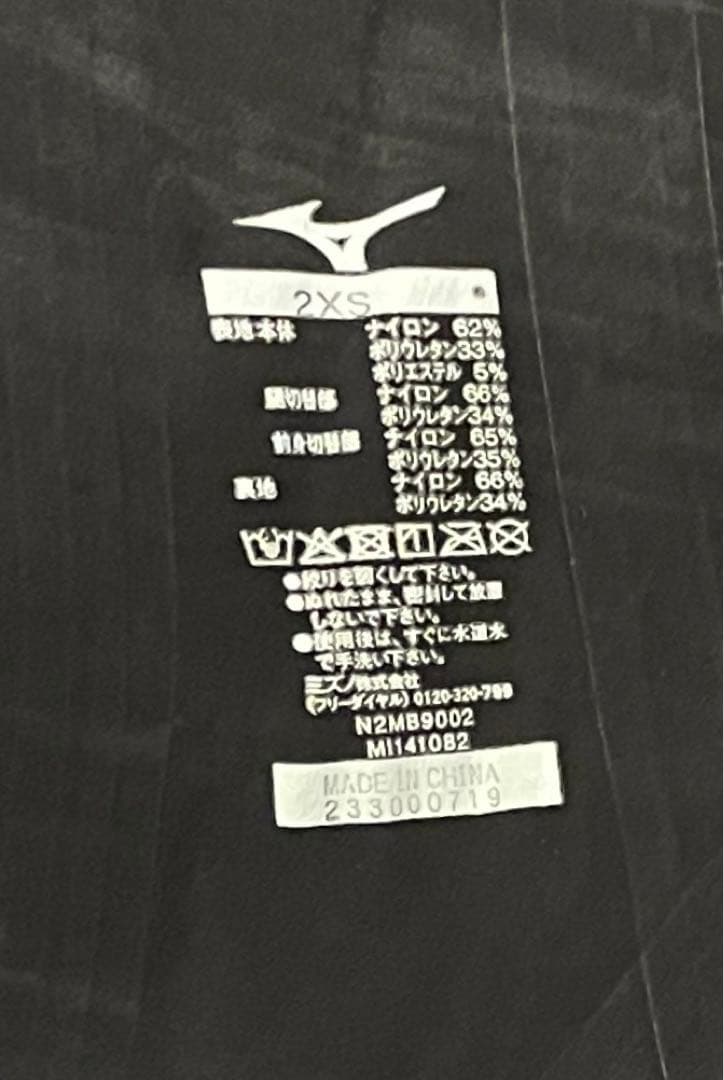 2XS
表地本体 ナイロン 62%
ポリウレタン33%
ポリエステル 5%
腰切替部 ナイロン 66%
ポリウレタン34%
前身切替部 ナイロン 65%
ポリウレタン35%
裏地 ナイロン 66%
ポリウレタン34%
●絞りを弱くして下さい。
●ぬれたまま、密封して放置
しないで下さい。
●使用後は、すぐに水道水
で手洗い下さい。
ミズノ株式会社
(フリーダイヤル) 0120-320-799
N2MB9002
MI141082
MADE IN CHINA
233000719